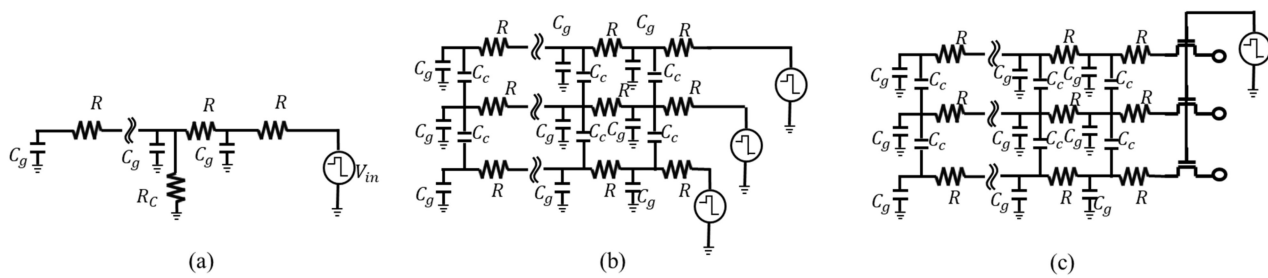 R R R
C_g C_g C_g
R_C
V_in
(a)
R C_g R C_g R
C_g C_c C_c C_c
R R R
C_g C_c C_g C_c C_g C_c
C_g R C_g R C_g R
(b)
R R R
C_g C_c C_g C_c C_g C_c
R R R
C_g C_c C_g C_c C_g C_c
C_g R C_g R C_g R
(c)